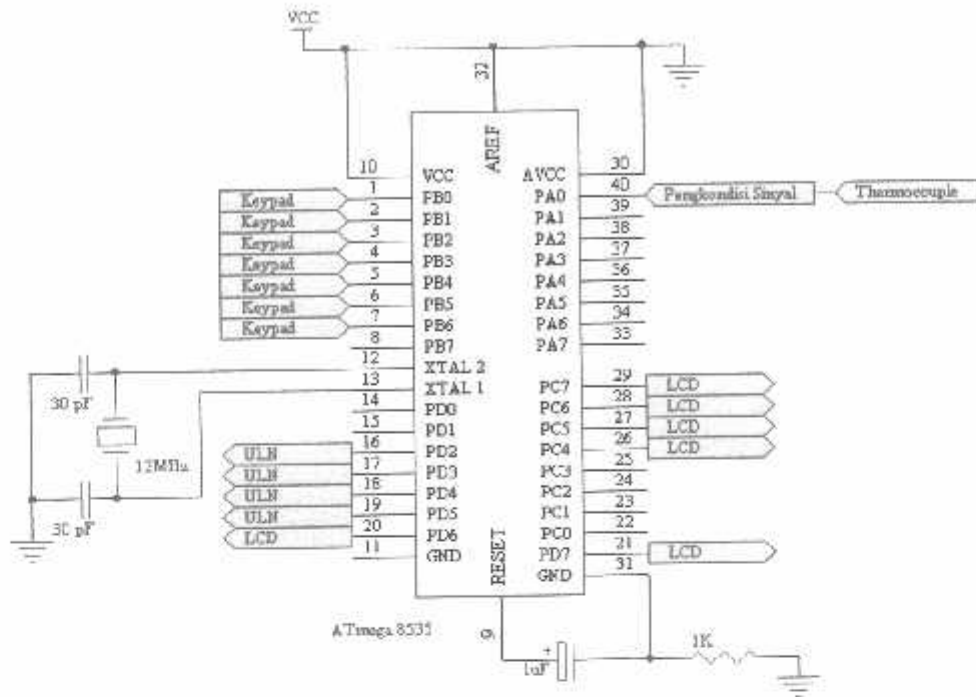 VCC
32
AREF
10 VCC
Keypad 1 PB0
Keypad 2 PB1
Keypad 3 PB2
Keypad 4 PB3
Keypad 5 PB4
Keypad 6 PB5
Keypad 7 PB6
8 PB7
12 XTAL 2
13 XTAL 1
14 PD0
15 PD1
ULN 16 PD2
ULN 17 PD3
ULN 18 PD4
ULN 19 PD5
LCD 20 PD6
11 GND
AVCC 30
PA0 40 Pengkondisi Sinyal Thermocouple
PA1 39
PA2 38
PA3 37
PA4 36
PA5 35
PA6 34
PA7 33
PC7 29 LCD
PC6 28 LCD
PC5 27 LCD
PC4 26 LCD
PC3 25
PC2 24
PC1 23
PC0 22
PD7 21 LCD
GND 31
30 pF
12MHz
30 pF
RESET
9
ATmega 8535
+
1uF
1K